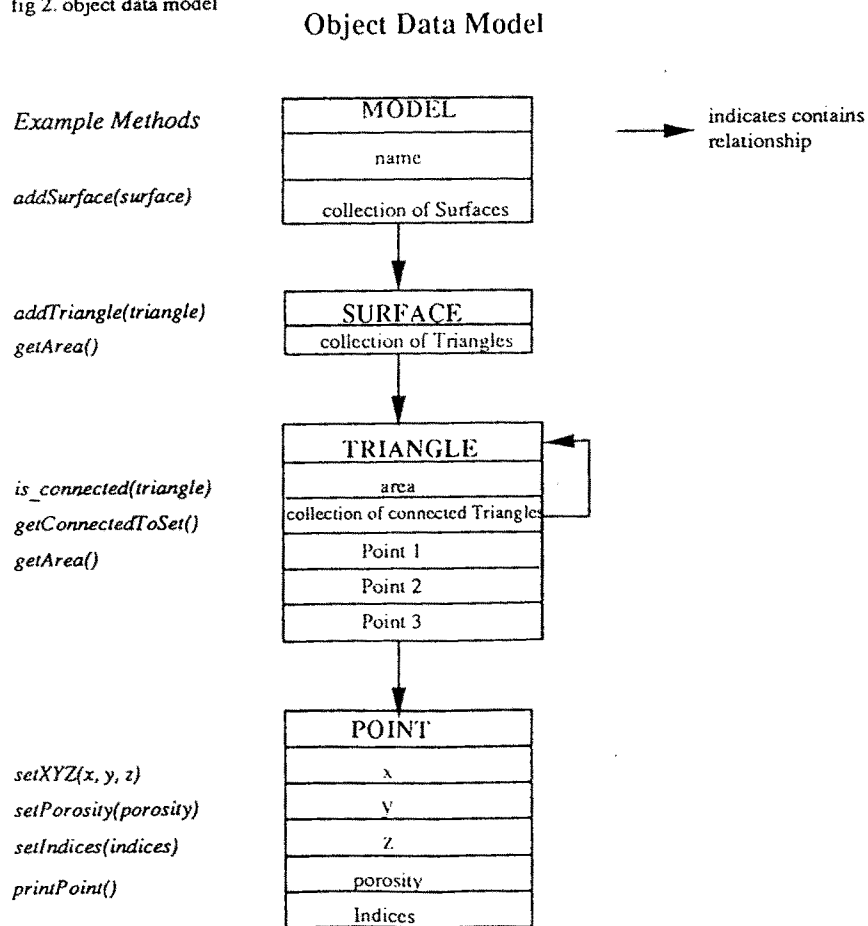 fig 2. object data model
Object Data Model
Example Methods
MODEL
indicates contains
relationship
name
addSurface(surface)
collection of Surfaces
addTriangle(triangle)
SURFACE
getArea()
collection of Triangles
TRIANGLE
is_connected(triangle)
area
getConnectedToSet()
collection of connected Triangles
getArea()
Point 1
Point 2
Point 3
POINT
setXYZ(x, y, z)
x
setPorosity(porosity)
y
setIndices(indices)
z
printPoint()
porosity
Indices